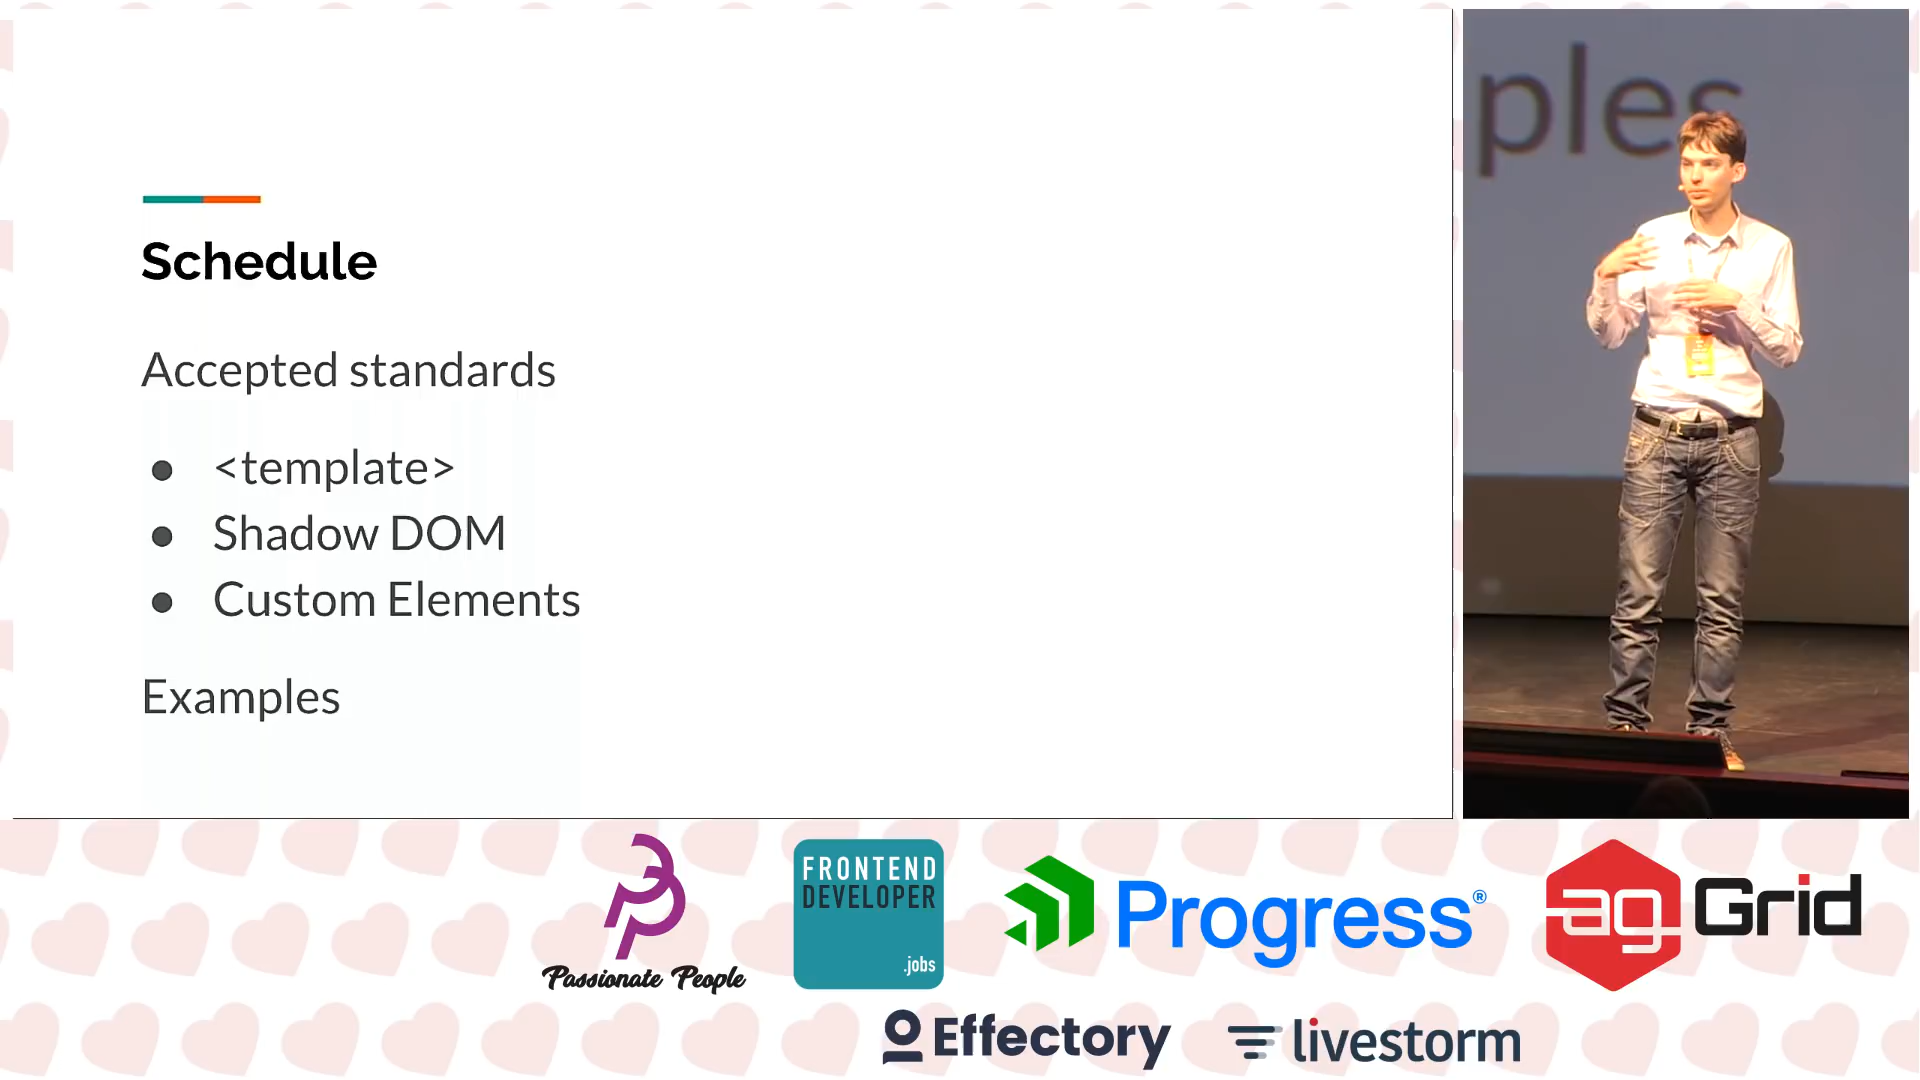 Schedule
Accepted standards
● <template>
● Shadow DOM
● Custom Elements
Examples
ples
Passionate People
FRONTEND
DEVELOPER
.jobs
Progress®
ag Grid
Effectory
livestorm